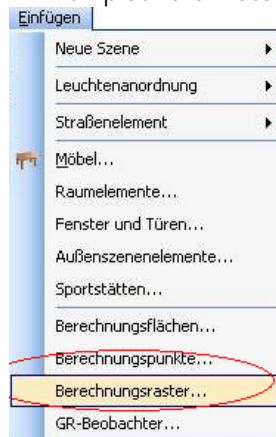 Einfügen
Neue Szene
Leuchtenanordnung
Straßenelement
Möbel...
Raumelemente...
Fenster und Türen...
Außenszenenelemente...
Sportstätten...
Berechnungsflächen...
Berechnungspunkte...
Berechnungsraster...
GR-Beobachter...